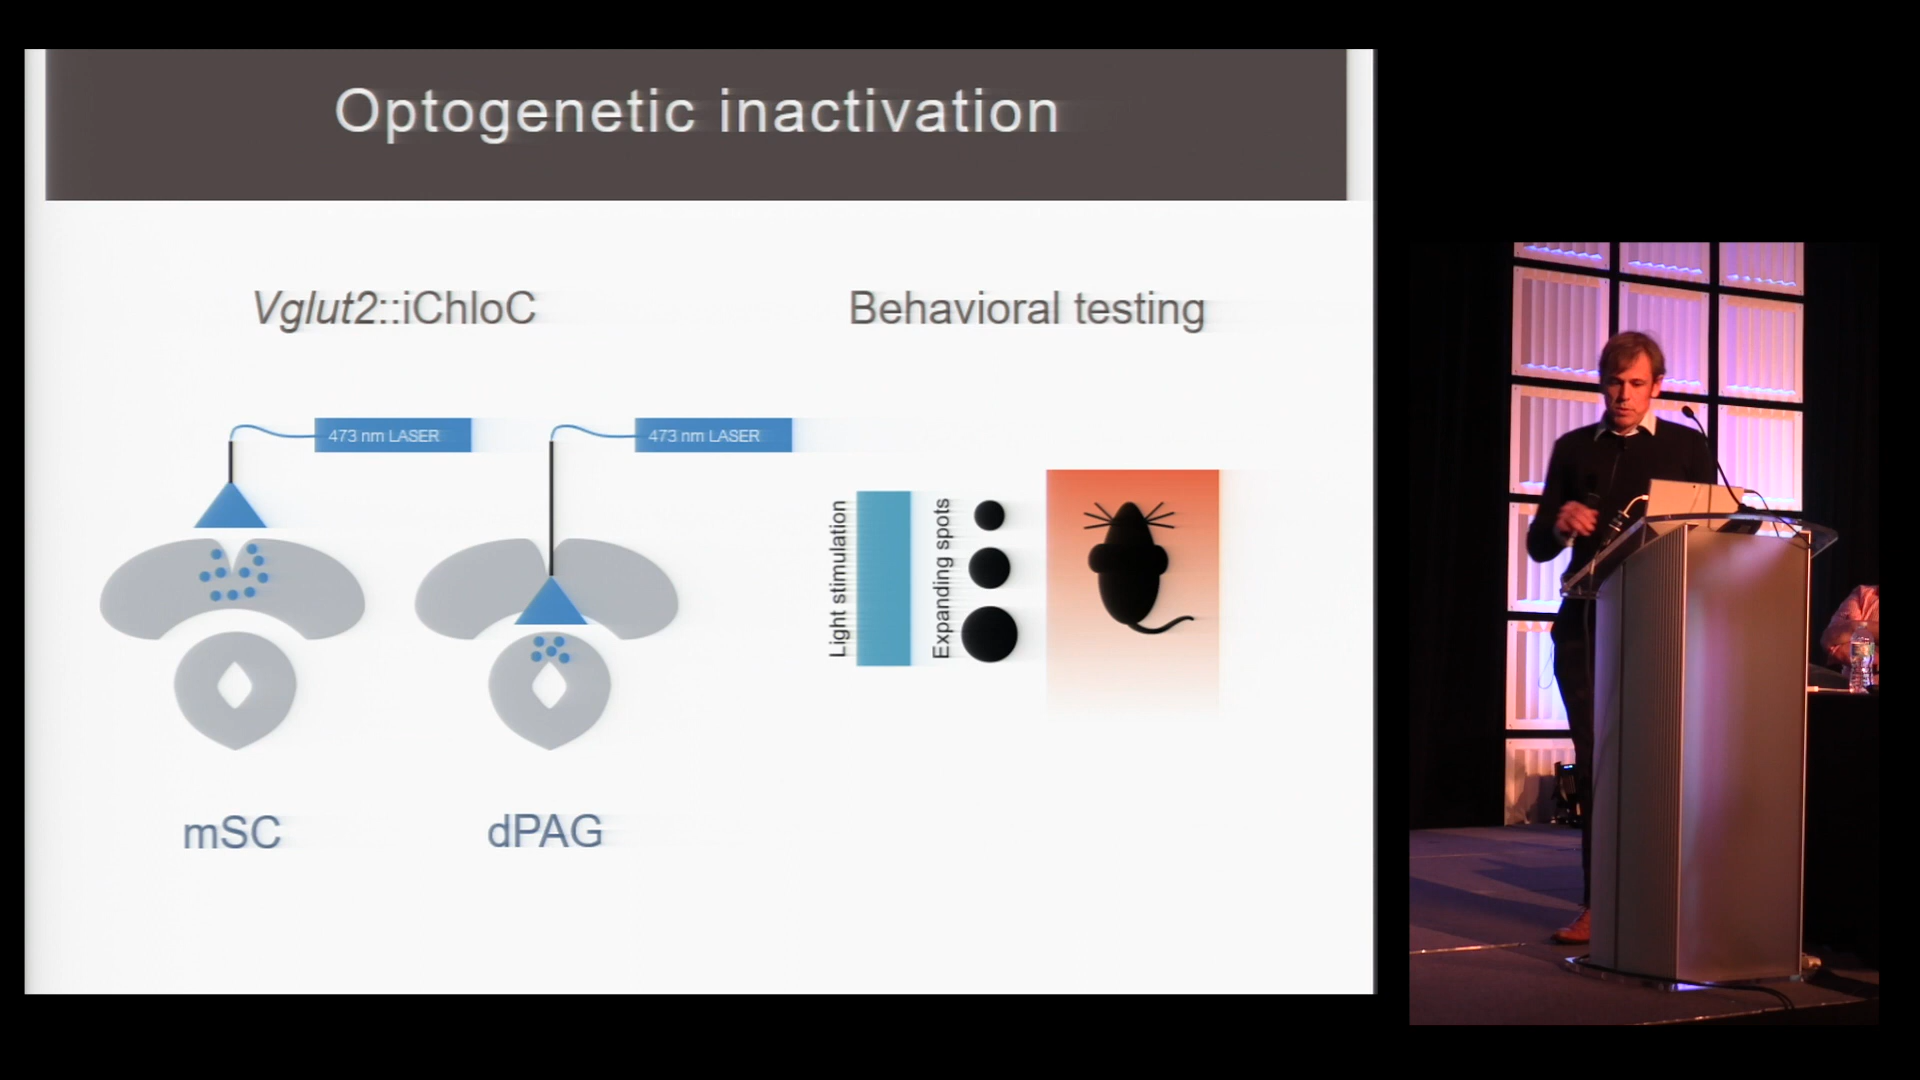 Optogenetic inactivation
Vglut2::iChloC
Behavioral testing
473 nm LASER
473 nm LASER
Light stimulation
Expanding spots
mSC
dPAG